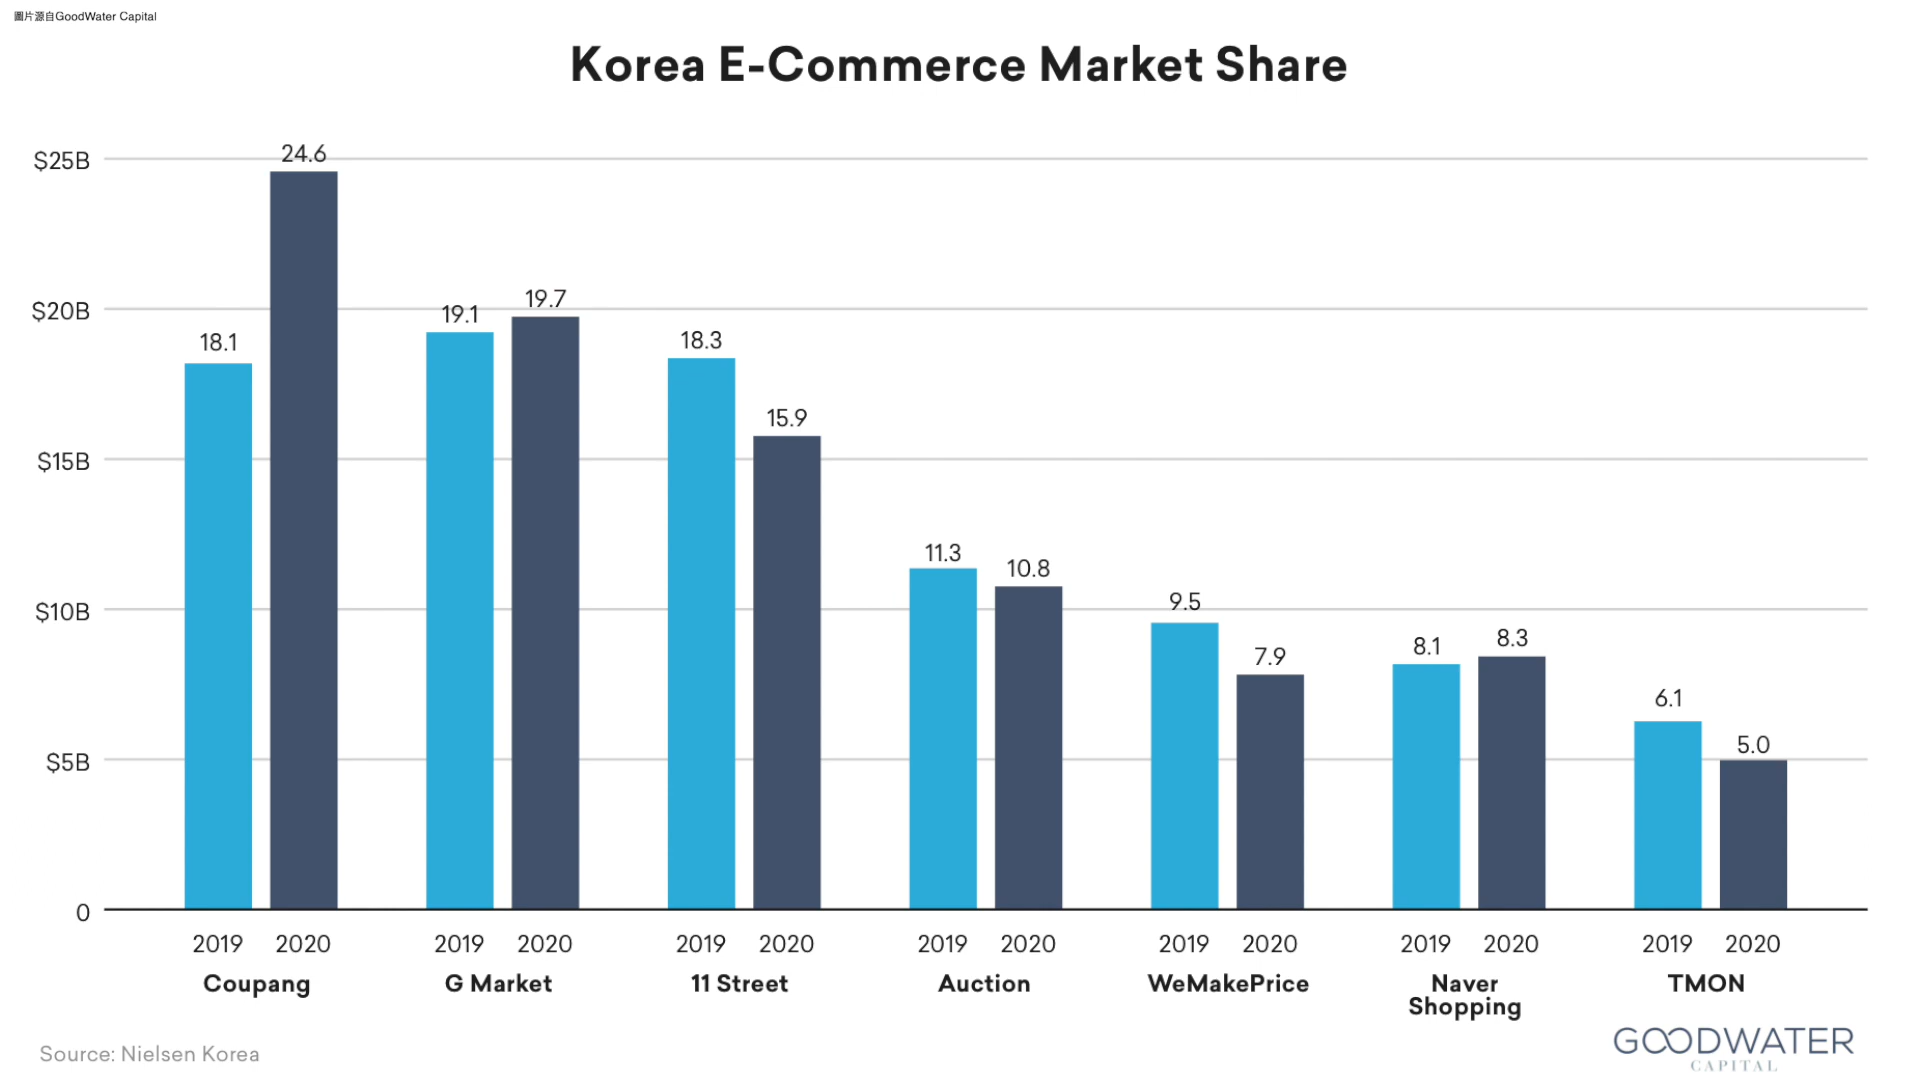 圖片源自GoodWater Capital
Korea E-Commerce Market Share
$25B
$20B
$15B
$10B
$5B
0
18.1
24.6
19.1
19.7
18.3
15.9
11.3
10.8
9.5
7.9
8.1
8.3
6.1
5.0
2019 2020
Coupang
2019 2020
G Market
2019 2020
11 Street
2019 2020
Auction
2019 2020
WeMakePrice
2019 2020
Naver
Shopping
2019 2020
TMON
Source: Nielsen Korea
GOODWATER
CAPITAL